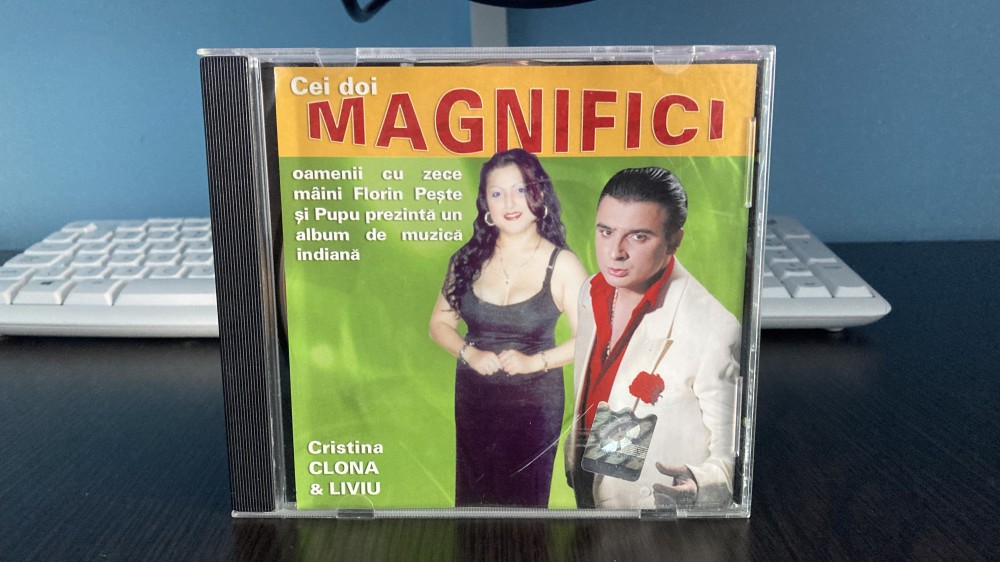 Cei doi
MAGNIFICI
oamenii cu zece
mâini Florin Pește
și Pupu prezintă un
album de muzică
indiană
Cristina
CLONA
& LIVIU